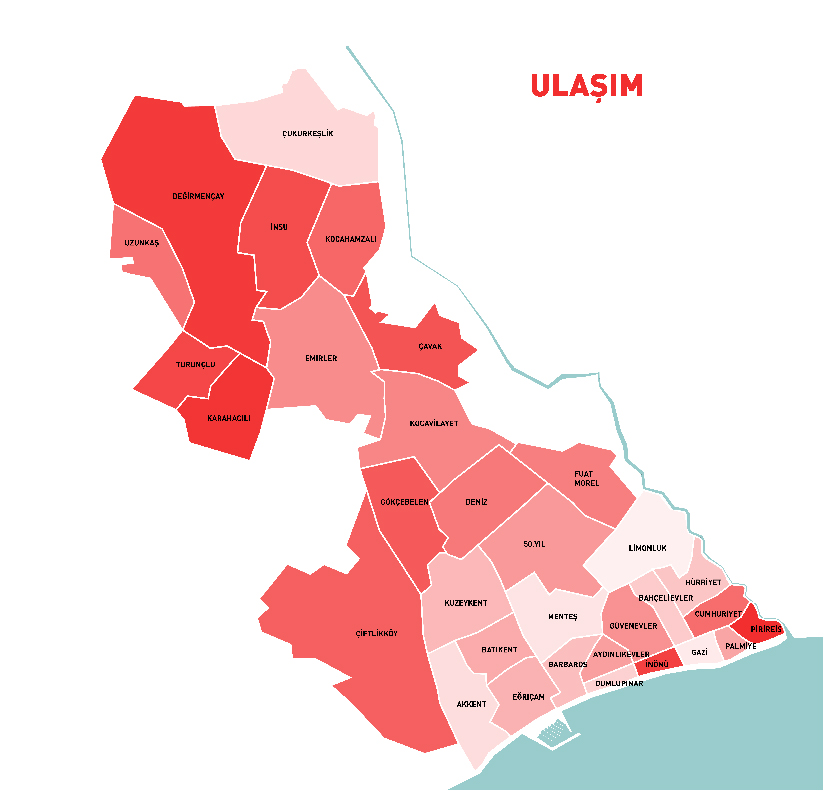 ULAŞIM
ÇUKURKEŞLİK
DEĞİRMENÇAY
İNSU
KOCAHAMZALI
UZUNKAŞ
ÇAVAK
EMİRLER
TURUNÇLU
KARAHACILI
KOCAVİLAYET
FUAT
MOREL
GÖKÇEBELEN
DENİZ
50.YIL
LİMONLUK
HÜRRİYET
BAHÇELİEVLER
KUZEYKENT
MENTEŞ
CUMHURİYET
GÜVENEVLER
PİRİREİS
ÇİFTLİKKÖY
BATIKENT
PALMİYE
GAZİ
AYDINLIKEVLER
BARBAROS
İNÖNÜ
DUMLUPINAR
EĞRİÇAM
AKKENT